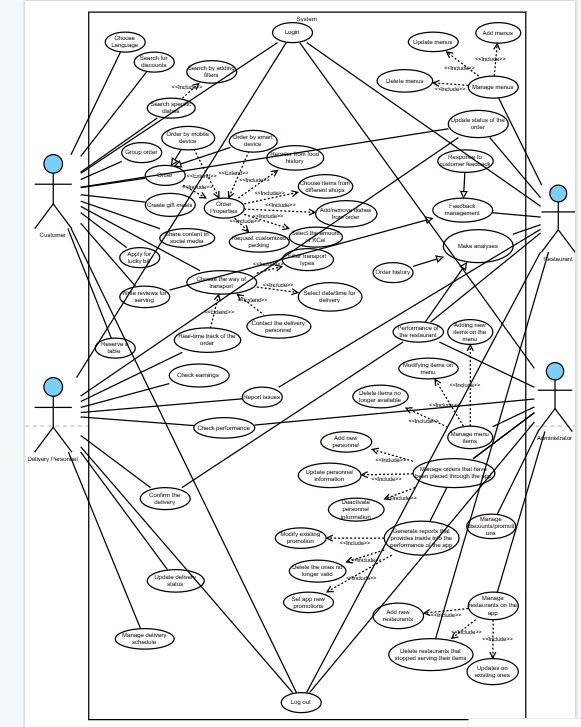 System
Login
Choose
Language
Search for
discounts
Search by adding
filters
<<Include>>
Search specific
dishes
Update menus
Add menus
<<Include>>
Delete menus
<<Include>>
Manage menus
Update status of the
order
Response to
customer feedback
Feedback
management
Make analyses
Order history
Order by mobile
device
Order by smart
device
Group order
Order
<<Extend>>
<<Extend>>
Reorder from food
history
<<Include>>
<<Include>>
Choose items from
different shops
<<Include>>
Create gift meals
Order
Properties
<<Include>>
Add/remove dishes
from order
<<Include>>
Customer
Share content in
social media
Request customized
packing
Select the amount
of KCal
Apply for
lucky bill
transport
types
<<Include>>
Choose the way of
transport
reviews for
serving
<<Include>>
Select date/time for
delivery
<<Extend>>
<<Extend>>
Contact the delivery
personnel
Real-time track of the
order
Reserve
table
Restaurant
Performance of
the restaurant
Adding new
items on the
menu
Modifying items on
menu
<<Include>>
<<Include>>
Delete items no
longer available
<<Include>>
Manage menu
items
Administrator
Check earnings
Report issues
Check performance
Delivery Personnel
Add new
personnel
<<Include>>
Update personnel
information
<<Include>>
Manage orders that have
been placed through the app
<<Include>>
Deactivate
personnel
information
Confirm the
delivery
Modify existing
promotion
<<Include>>
Generate reports that
provides inside into the
performance of the app
Manage
discounts/promoti
ons
Delete the ones no
longer valid
<<Include>>
<<Include>>
Set app new
promotions
Update delivery
status
Manage delivery
schedule
Add new
restaurants
<<Include>>
Manage
restaurants on the
app
<<Include>>
<<Include>>
Delete restaurants that
stopped serving their items
Updates on
existing ones
Log out